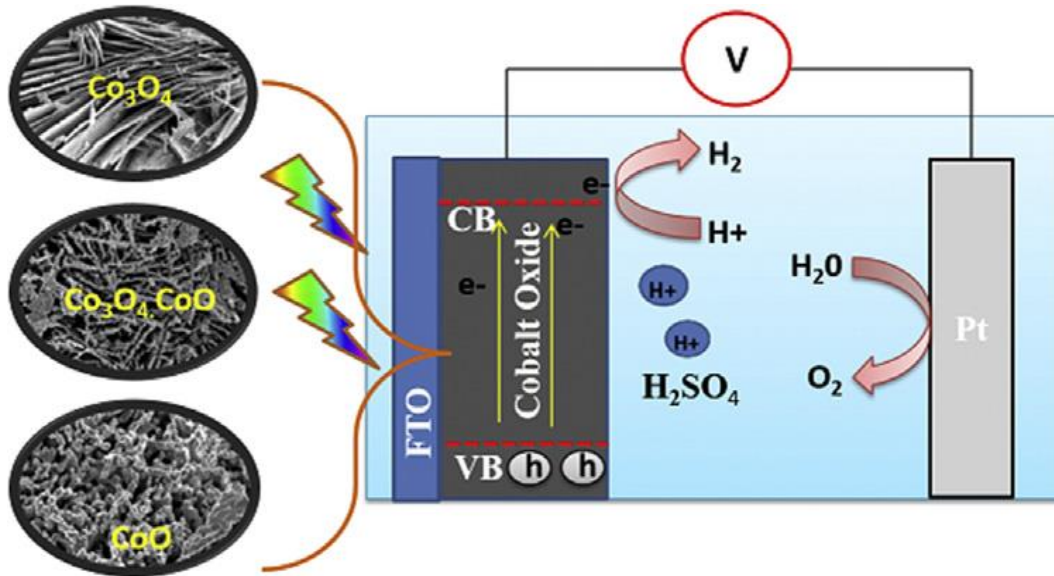 Co₃O₄
Co₃O₄.CoO
CoO
V
FTO
CB
VB
Cobalt Oxide
e-
e-
e-
h
h
H₂
H+
H+
H+
H₂SO₄
H₂0
O₂
Pt